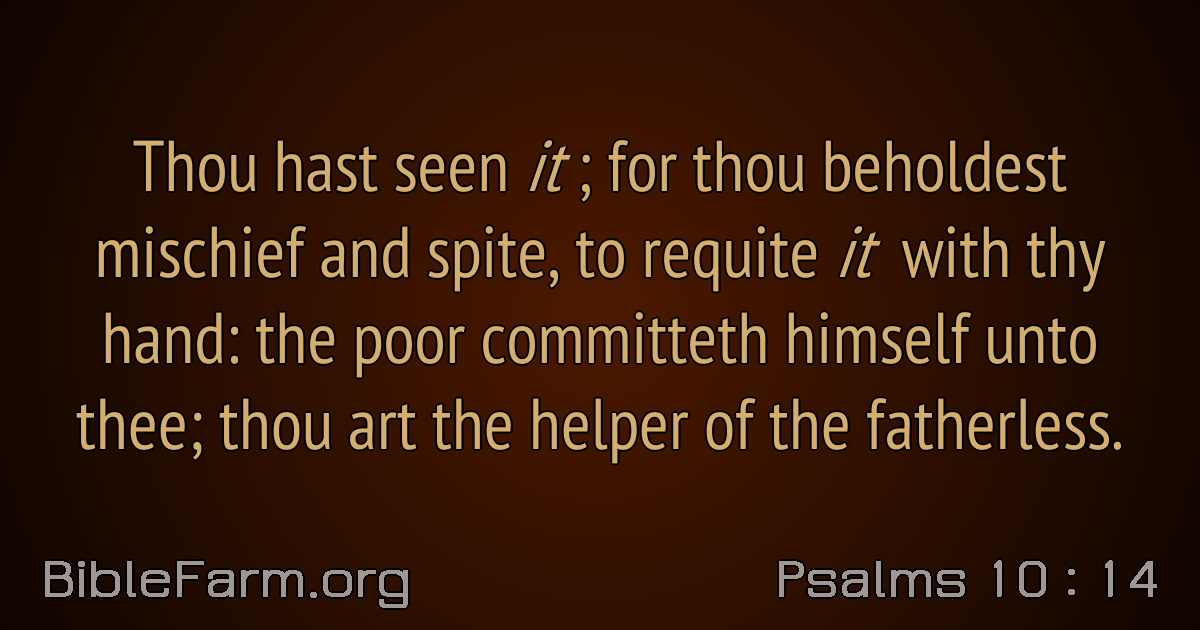 Thou hast seen it ; for thou beholdest
mischief and spite, to requite it with thy
hand: the poor committeth himself unto
thee; thou art the helper of the fatherless.
BibleFarm.org
Psalms 10 : 14